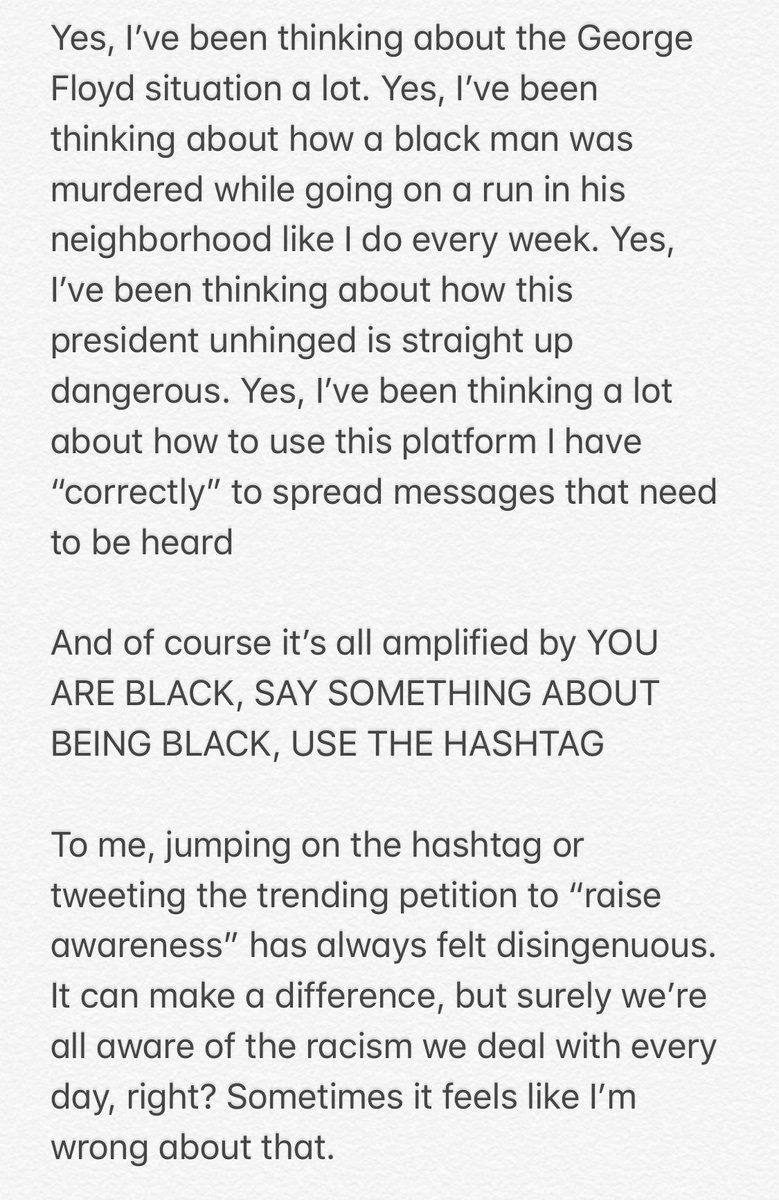 Yes, I’ve been thinking about the George
Floyd situation a lot. Yes, I’ve been
thinking about how a black man was
murdered while going on a run in his
neighborhood like I do every week. Yes,
I’ve been thinking about how this
president unhinged is straight up
dangerous. Yes, I’ve been thinking a lot
about how to use this platform I have
“correctly” to spread messages that need
to be heard

And of course it’s all amplified by YOU
ARE BLACK, SAY SOMETHING ABOUT
BEING BLACK, USE THE HASHTAG

To me, jumping on the hashtag or
tweeting the trending petition to “raise
awareness” has always felt disingenuous.
It can make a difference, but surely we’re
all aware of the racism we deal with every
day, right? Sometimes it feels like I’m
wrong about that.